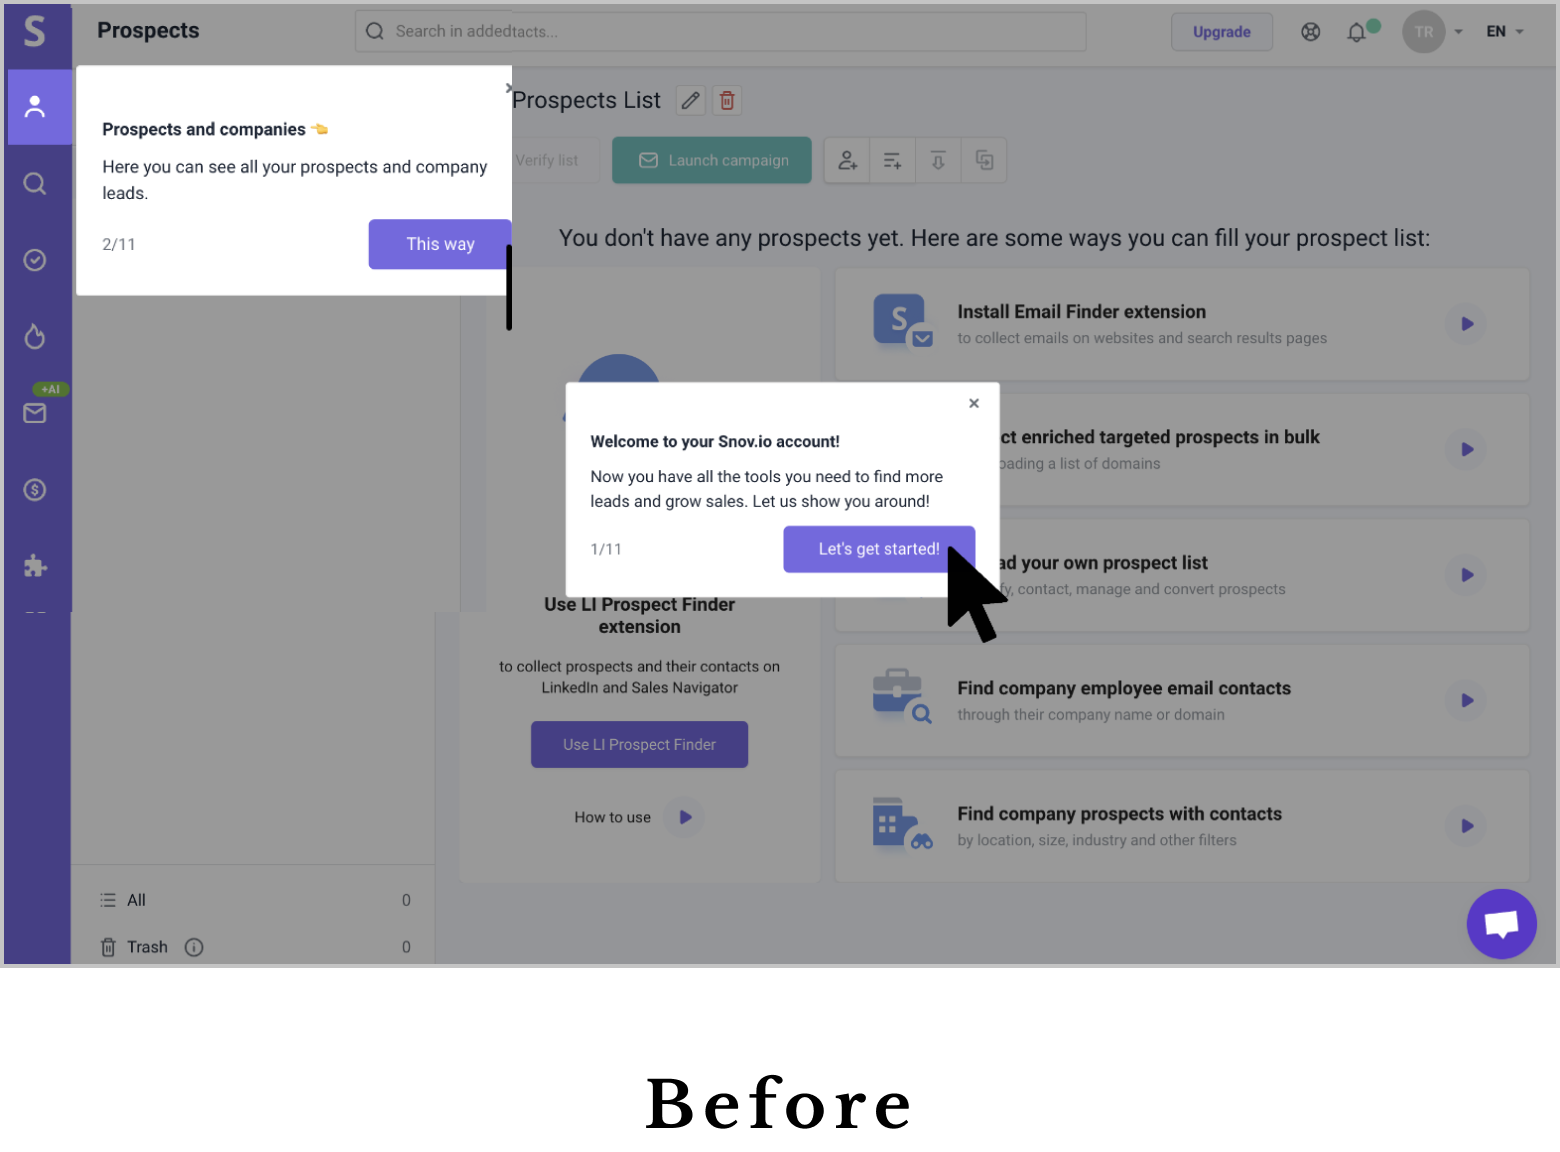 S
Prospects
Search in addedtacts...
Upgrade
TR
EN
Prospects and companies
Here you can see all your prospects and company
leads.
2/11
This way
Prospects List
Verify list
Launch campaign
You don't have any prospects yet. Here are some ways you can fill your prospect list:
+AI
S
Install Email Finder extension
to collect emails on websites and search results pages
Welcome to your Snov.io account!
Now you have all the tools you need to find more
leads and grow sales. Let us show you around!
1/11
Let's get started!
ct enriched targeted prospects in bulk
oading a list of domains
ad your own prospect list
fy, contact, manage and convert prospects
Use LI Prospect Finder
extension
to collect prospects and their contacts on
LinkedIn and Sales Navigator
Use LI Prospect Finder
How to use
Find company employee email contacts
through their company name or domain
Find company prospects with contacts
by location, size, industry and other filters
All 0
Trash 0
Before